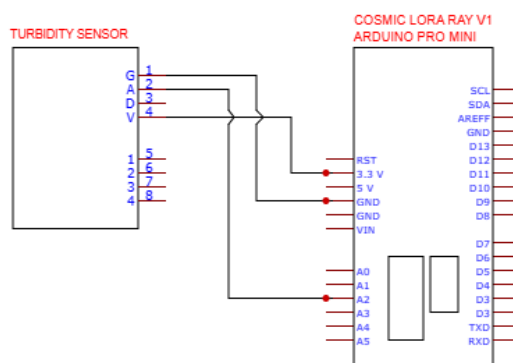 TURBIDITY SENSOR
G 1
A 2
D 3
V 4
1 5
2 6
3 7
4 8
COSMIC LORA RAY V1
ARDUINO PRO MINI
RST
3.3 V
5 V
GND
GND
VIN
A0
A1
A2
A3
A4
A5
SCL
SDA
AREFF
GND
D13
D12
D11
D10
D9
D8
D7
D6
D5
D4
D3
D3
TXD
RXD